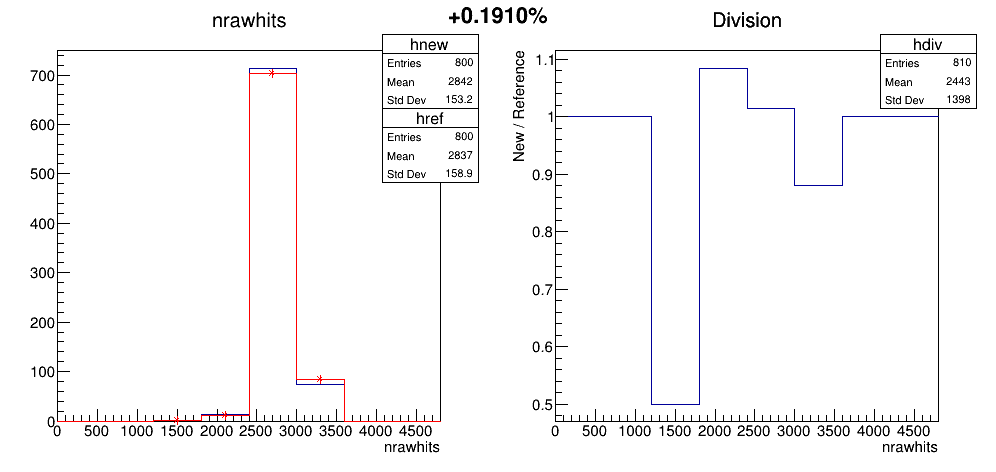 +0.1910%
nrawhits
hnew
Entries 800
Mean 2842
Std Dev 153.2
href
Entries 800
Mean 2837
Std Dev 158.9
700
600
500
400
300
200
100
0
0 500 1000 1500 2000 2500 3000 3500 4000 4500
nrawhits
Division
hdiv
Entries 810
Mean 2443
Std Dev 1398
New / Reference
1.1
1
0.9
0.8
0.7
0.6
0.5
0 500 1000 1500 2000 2500 3000 3500 4000 4500
nrawhits